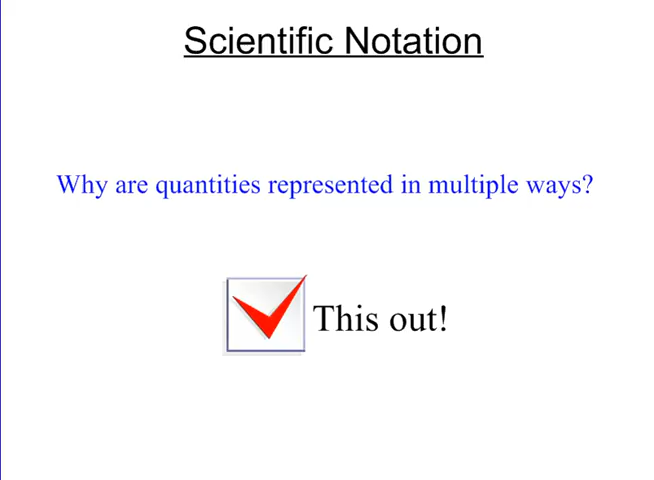 Scientific Notation
Why are quantities represented in multiple ways?
This out!